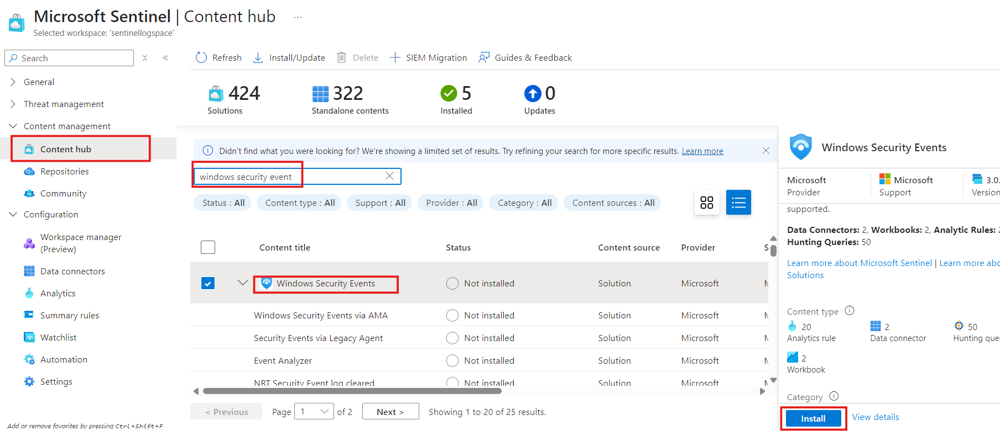 Microsoft Sentinel | Content hub ...
Selected workspace: 'sentinellogspace'
Search
Refresh Install/Update Delete SIEM Migration Guides & Feedback
General
Threat management
Content management
Content hub
Repositories
Community
Configuration
Workspace manager
(Preview)
Data connectors
Analytics
Summary rules
Watchlist
Automation
Settings
Add or remove favorites by pressing Ctrl+Shift+F
424
Solutions
322
Standalone contents
5
Installed
0
Updates
Didn't find what you were looking for? We're showing a limited set of results. Try refining your search for more specific results. Learn more
windows security event
Status : All Content type : All Support : All Provider : All Category : All Content sources : All
Content title Status Content source Provider S
Windows Security Events Not installed Solution Microsoft
Windows Security Events via AMA Not installed Solution Microsoft
Security Events via Legacy Agent Not installed Solution Microsoft
Event Analyzer Not installed Solution Microsoft
NRT Security Event log cleared Not installed Solution Microsoft
< Previous Page 1 of 2 Next > Showing 1 to 20 of 25 results.
Windows Security Events
Microsoft
Provider
Microsoft
Support
3.0.
Version
supported.
Data Connectors: 2, Workbooks: 2, Analytic Rules: 2
Hunting Queries: 50
Learn more about Microsoft Sentinel | Learn more abo
Solutions
Content type
20
Analytics rule
2
Data connector
50
Hunting que
2
Workbook
Category
Install View details